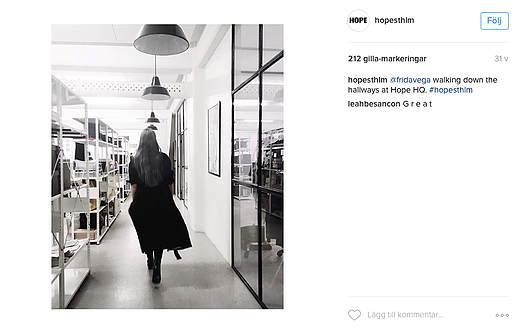 HOPE
hopesthlm
Följ
212 gilla-markeringar
31 v
hopesthlm @fridavega walking down the
hallways at Hope HQ. #hopesthlm
leahbesancon G r e a t
Lägg till kommentar...